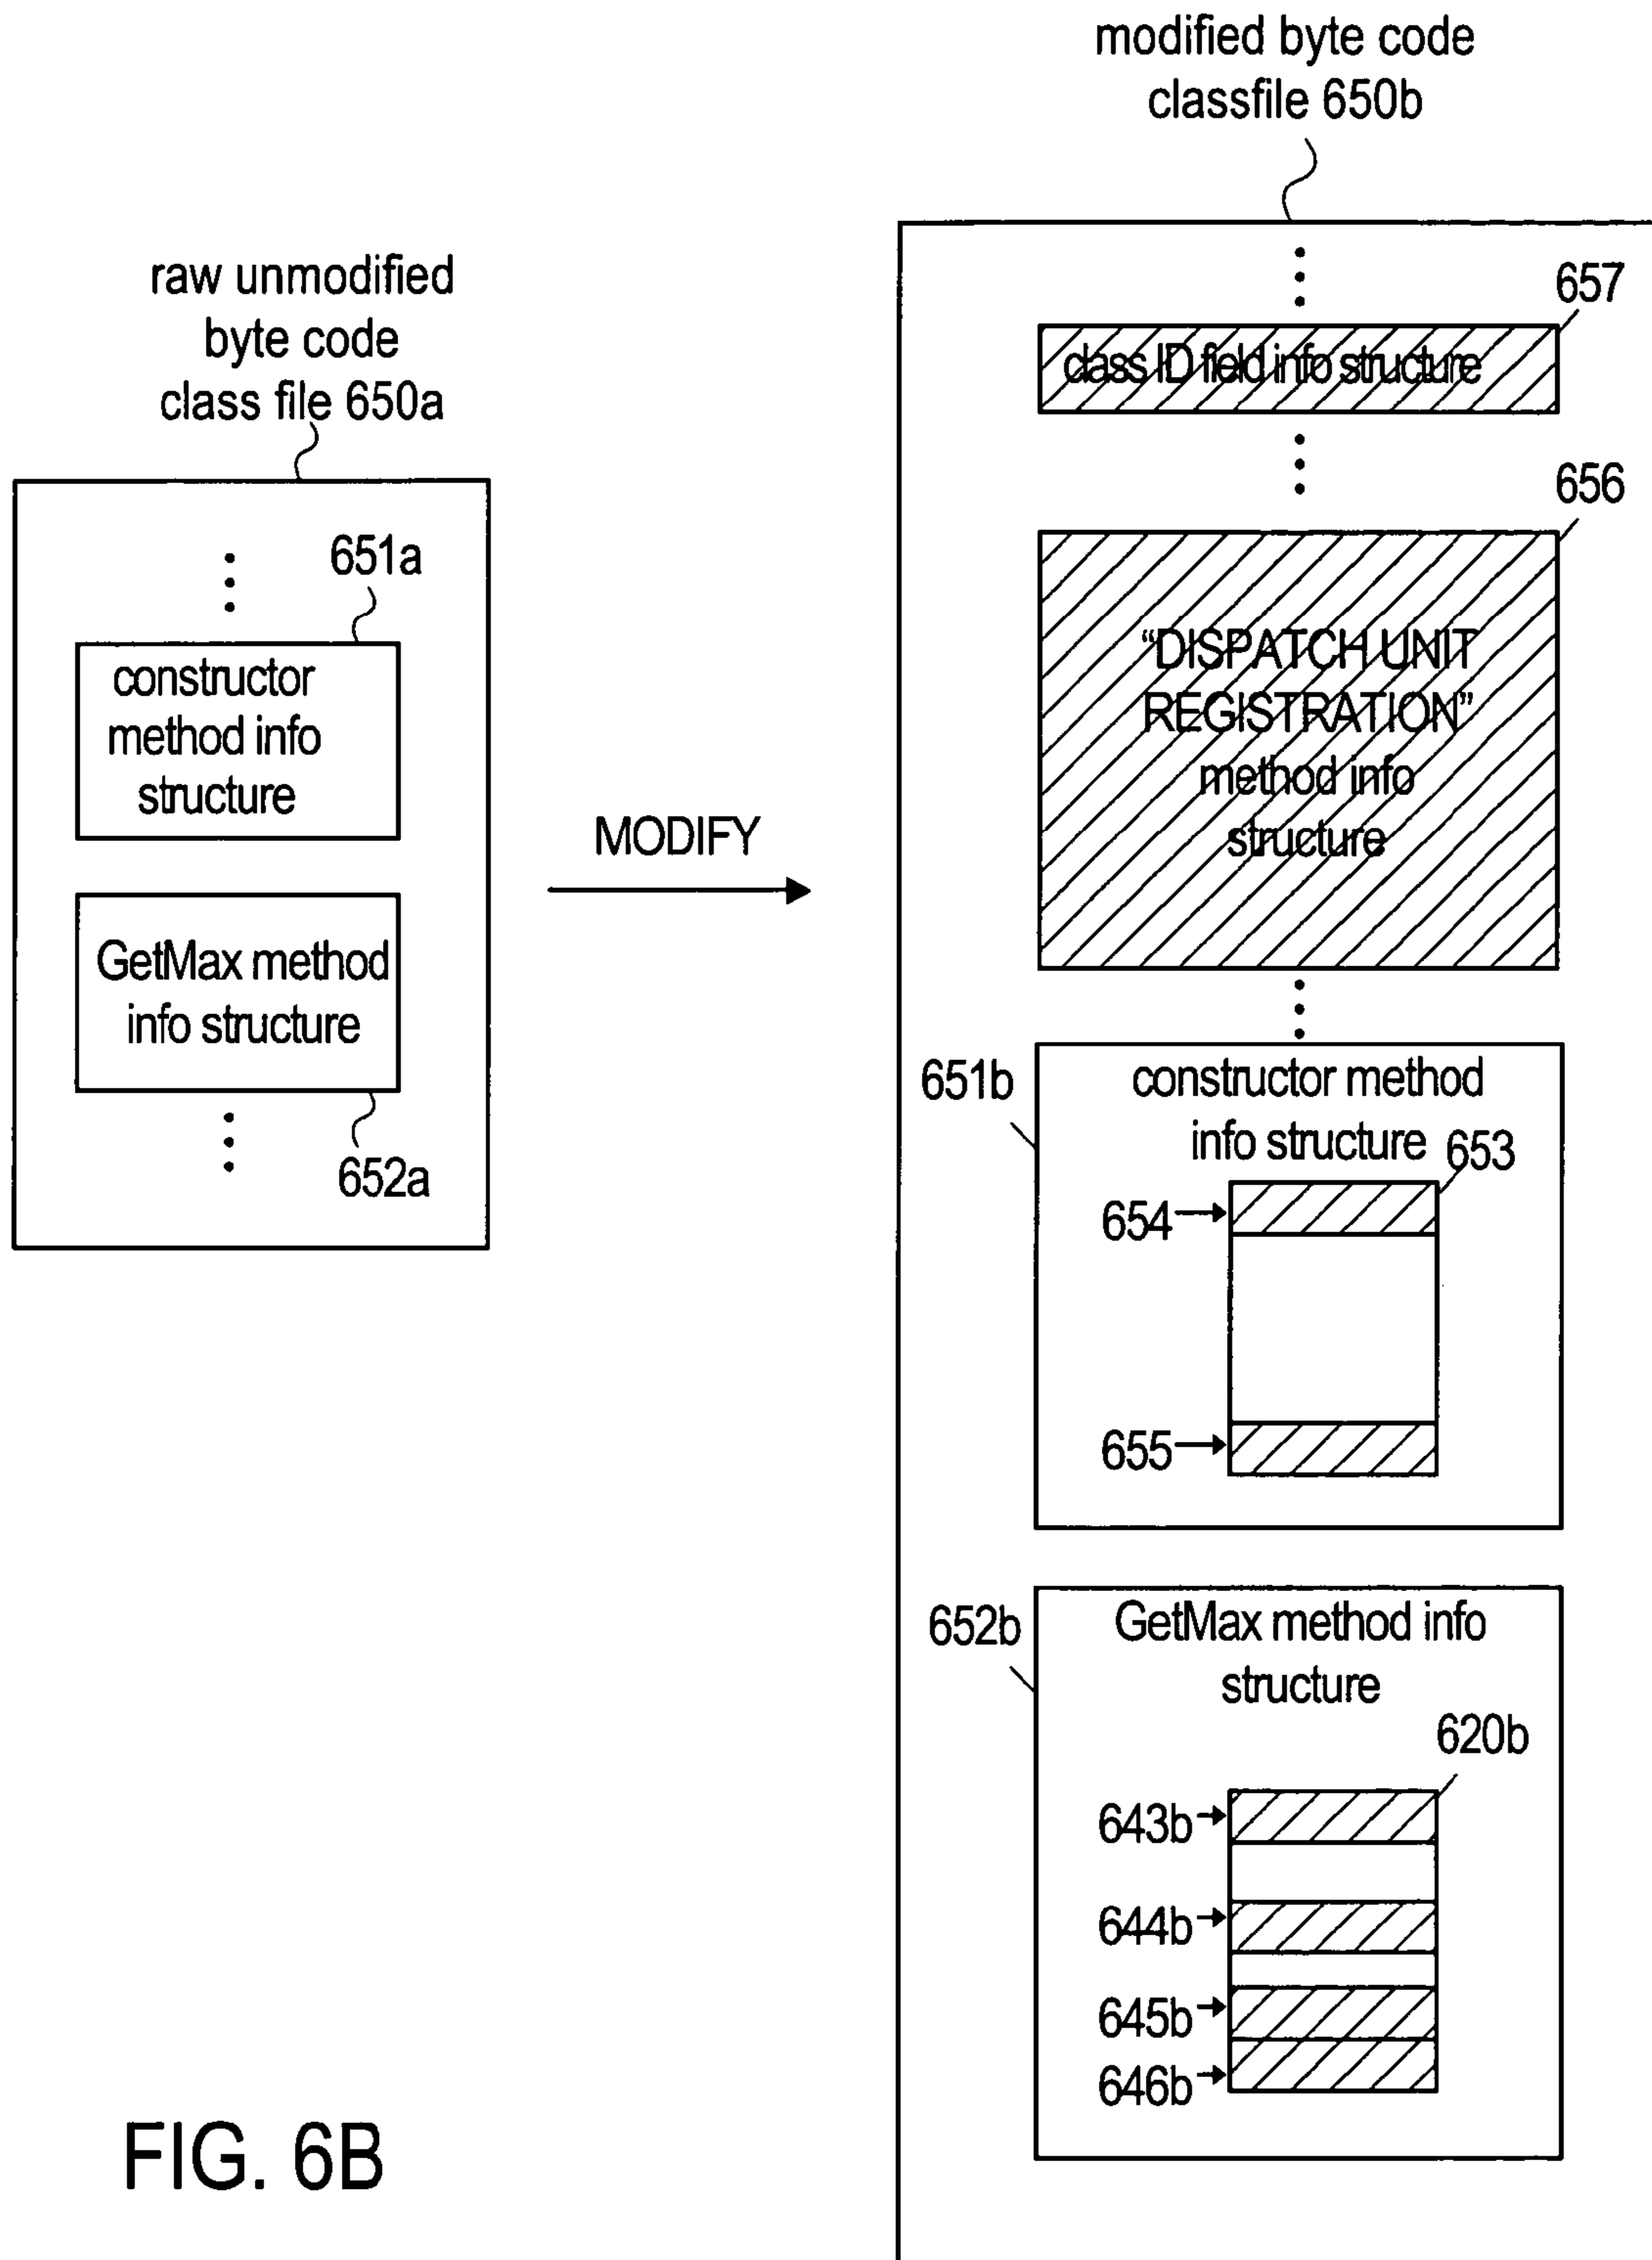 modified byte code
classfile 650b
raw unmodified
byte code
class file 650a
657
class ID field info structure
656
651a
constructor
method info
structure
"DISPATCH UNIT
REGISTRATION"
method info
structure
MODIFY
GetMax method
info structure
652a
651b
constructor method
info structure
653
654
655
652b
GetMax method info
structure
620b
643b
644b
645b
646b
FIG. 6B